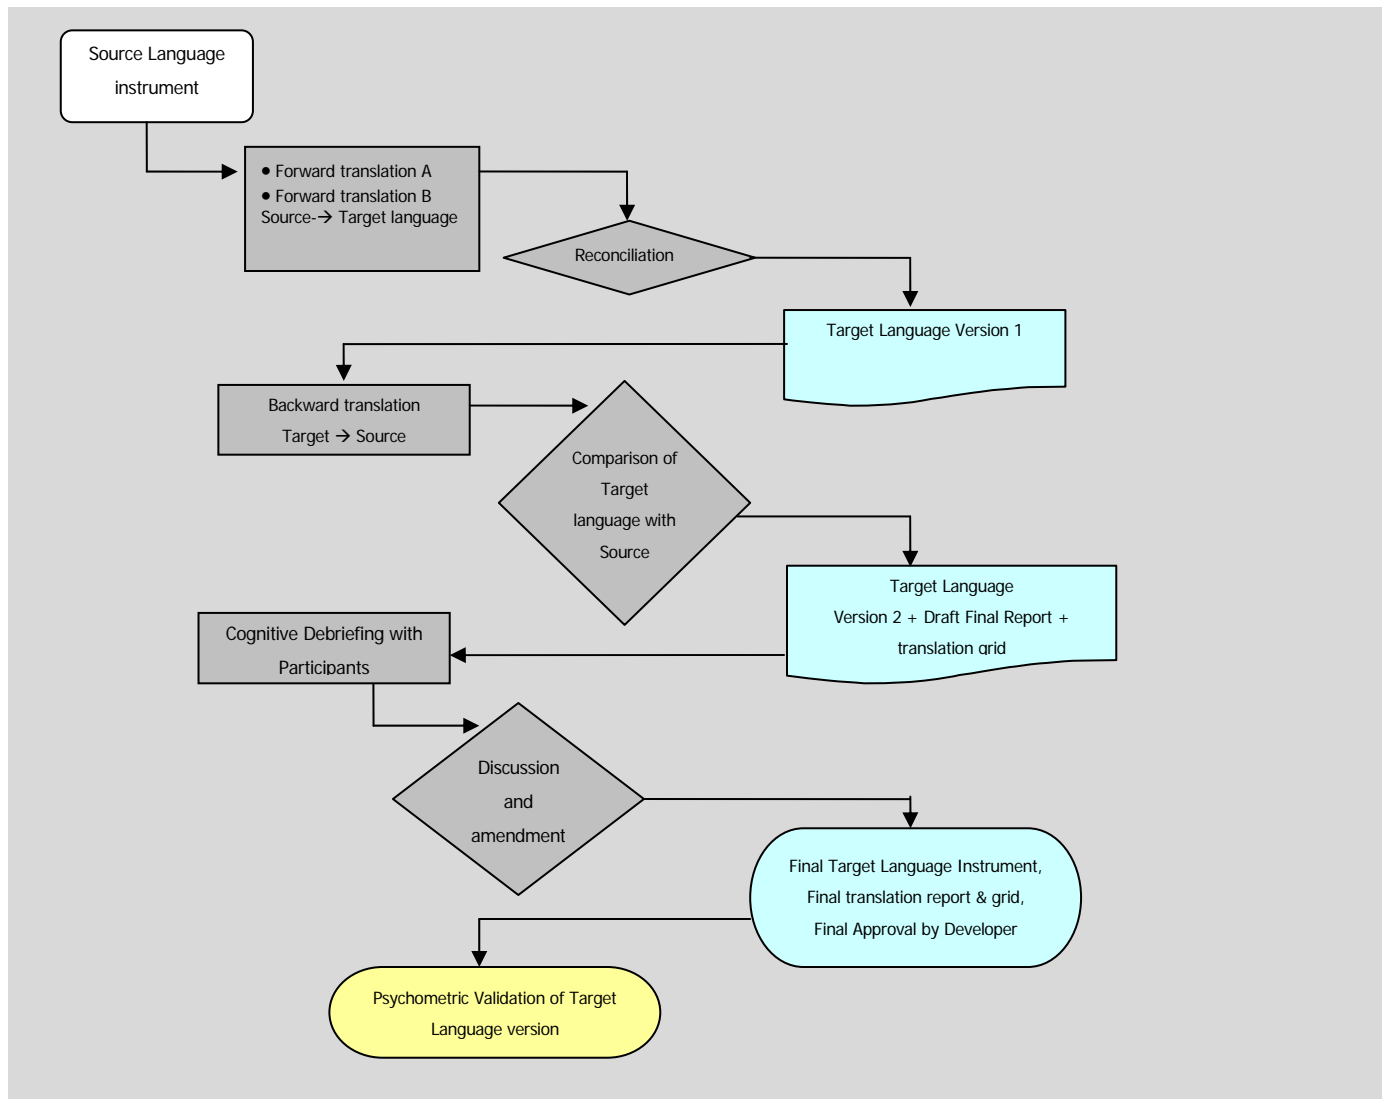 Source Language
instrument
● Forward translation A
● Forward translation B
Source-→ Target language
Reconciliation
Target Language Version 1
Backward translation
Target → Source
Comparison of
Target
language with
Source
Target Language
Version 2 + Draft Final Report +
translation grid
Cognitive Debriefing with
Participants
Discussion
and
amendment
Final Target Language Instrument,
Final translation report & grid,
Final Approval by Developer
Psychometric Validation of Target
Language version